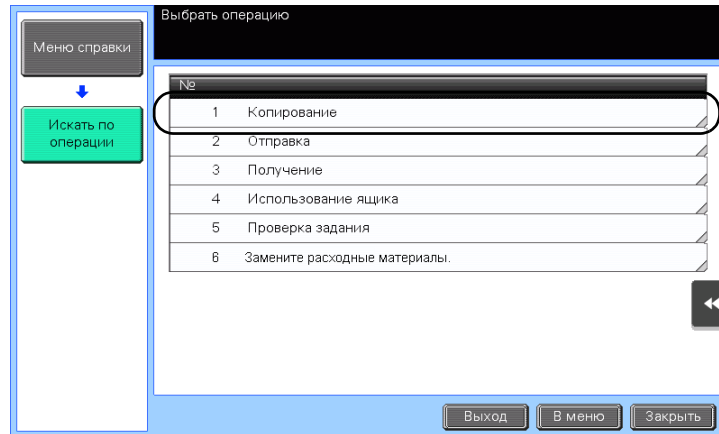 Выбрать операцию
Меню справки
Искать по
операции
№
1 Копирование
2 Отправка
3 Получение
4 Использование ящика
5 Проверка задания
6 Замените расходные материалы.
Выход В меню Закрыть